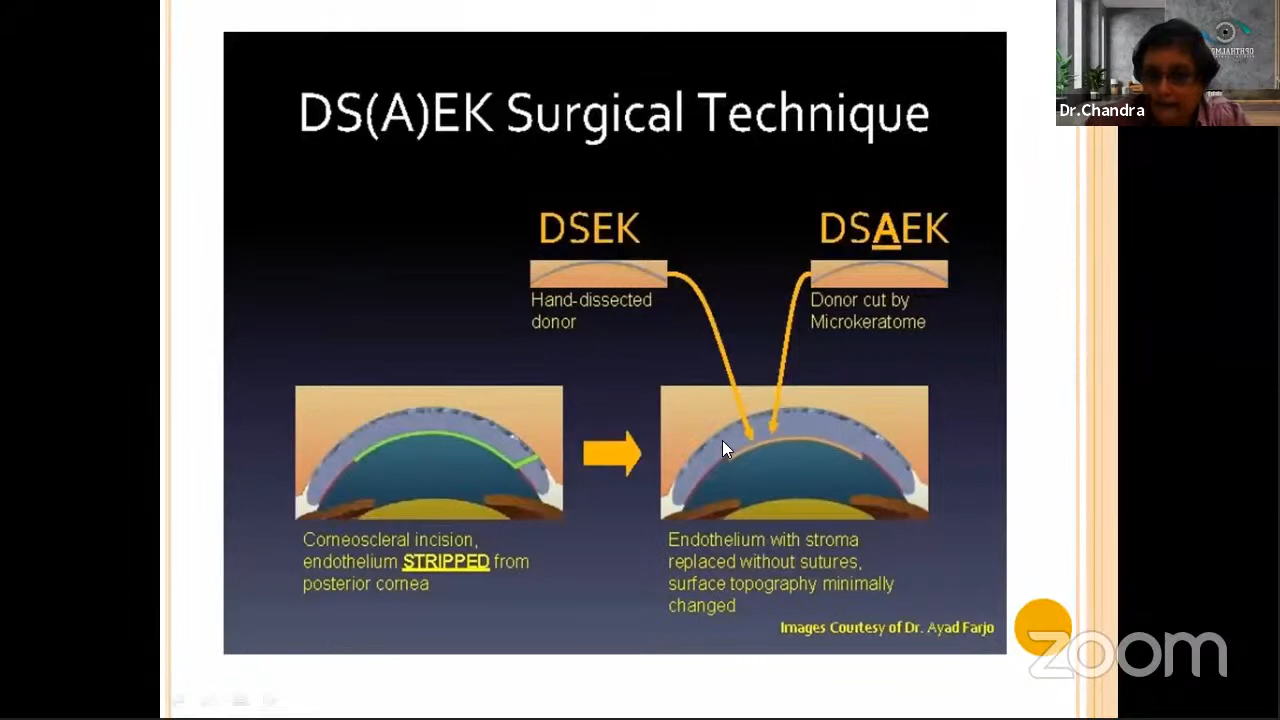 DS(A)EK Surgical Technique
DSEK
Hand-dissected
donor
DSAEK
Donor cut by
Microkeratome
Corneoscleral incision,
endothelium STRIPPED from
posterior cornea
Endothelium with stroma
replaced without sutures,
surface topography minimally
changed
Images Courtesy of Dr. Ayad Farjo
Dr.Chandra
zoom